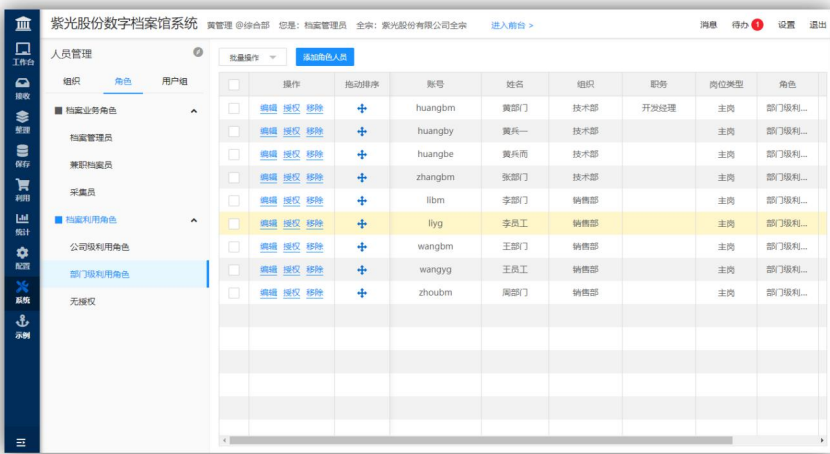 紫光股份数字档案馆系统 黄管理 @综合部 您是：档案管理员 全宗：紫光股份有限公司全宗 进入前台 > 消息 待办 1 设置 退出
工作台
接收
整理
保存
利用
统计
配置
系统
示例
人员管理
组织 角色 用户组
档案业务角色
档案管理员
兼职档案员
采集员
档案利用角色
公司级利用角色
部门级利用角色
无授权
批量操作 添加角色人员
操作 拖动排序 账号 姓名 组织 职务 岗位类型 角色
编辑 授权 移除 huangbm 黄部门 技术部 开发经理 主岗 部门级利...
编辑 授权 移除 huangby 黄兵一 技术部 主岗 部门级利...
编辑 授权 移除 huangbe 黄兵而 技术部 主岗 部门级利...
编辑 授权 移除 zhangbm 张部门 技术部 主岗 部门级利...
编辑 授权 移除 libm 李部门 销售部 主岗 部门级利...
编辑 授权 移除 liyg 李员工 销售部 主岗 部门级利...
编辑 授权 移除 wangbm 王部门 销售部 主岗 部门级利...
编辑 授权 移除 wangyg 王员工 销售部 主岗 部门级利...
编辑 授权 移除 zhoubm 周部门 销售部 主岗 部门级利...